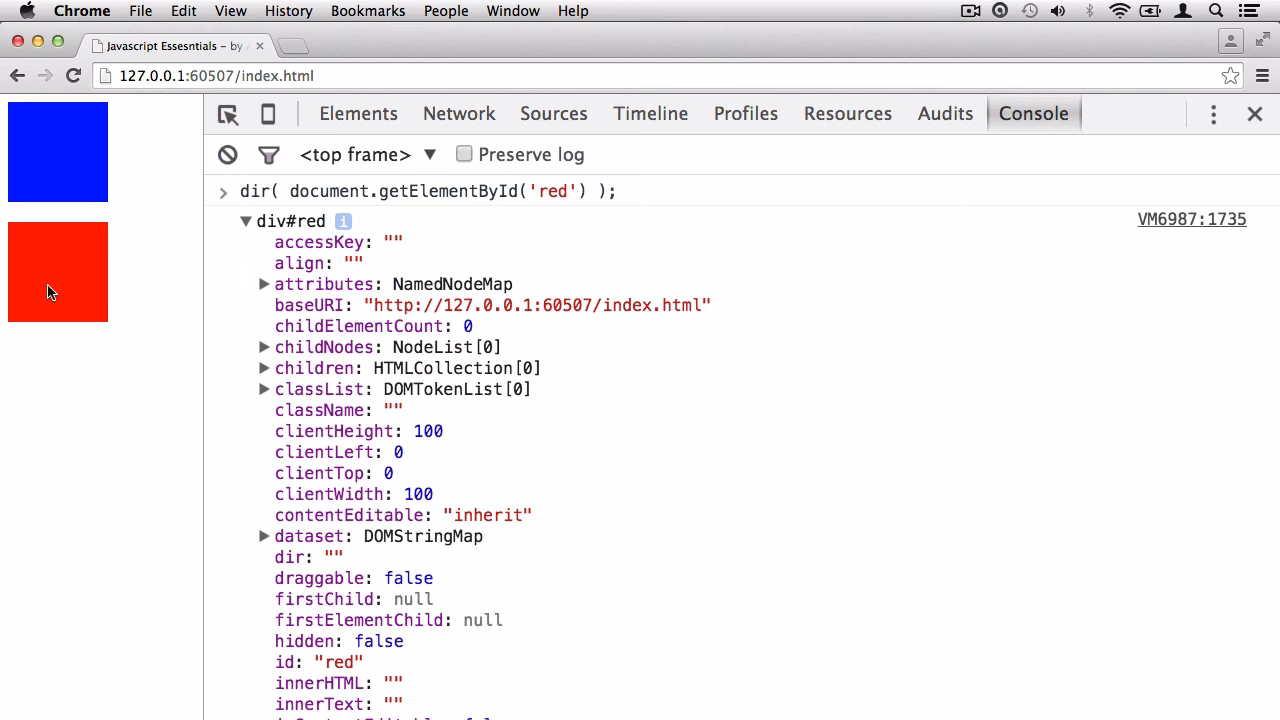 Chrome File Edit View History Bookmarks People Window Help
Javascript Essesntials – by
127.0.0.1:60507/index.html
Elements Network Sources Timeline Profiles Resources Audits Console
<top frame> Preserve log
dir( document.getElementById('red') );
div#red i VM6987:1735
accessKey: ""
align: ""
attributes: NamedNodeMap
baseURI: "http://127.0.0.1:60507/index.html"
childElementCount: 0
childNodes: NodeList[0]
children: HTMLCollection[0]
classList: DOMTokenList[0]
className: ""
clientHeight: 100
clientLeft: 0
clientTop: 0
clientWidth: 100
contentEditable: "inherit"
dataset: DOMStringMap
dir: ""
draggable: false
firstChild: null
firstElementChild: null
hidden: false
id: "red"
innerHTML: ""
innerText: ""